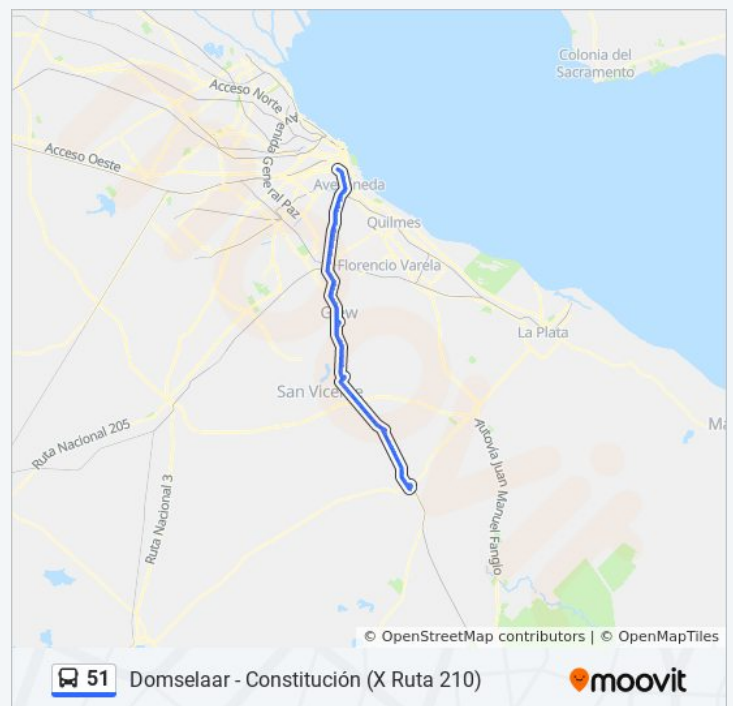 Colonia del
Sacramento
Acceso Norte
Avenida General Paz
Acceso Oeste
Avellaneda
Quilmes
Florencio Varela
La Plata
San Vicente
Ruta Nacional 205
Autovía Juan Manuel Fangio
Ruta Nacional 3
© OpenStreetMap contributors | © OpenMapTiles
51 Domselaar - Constitución (X Ruta 210)
moovit